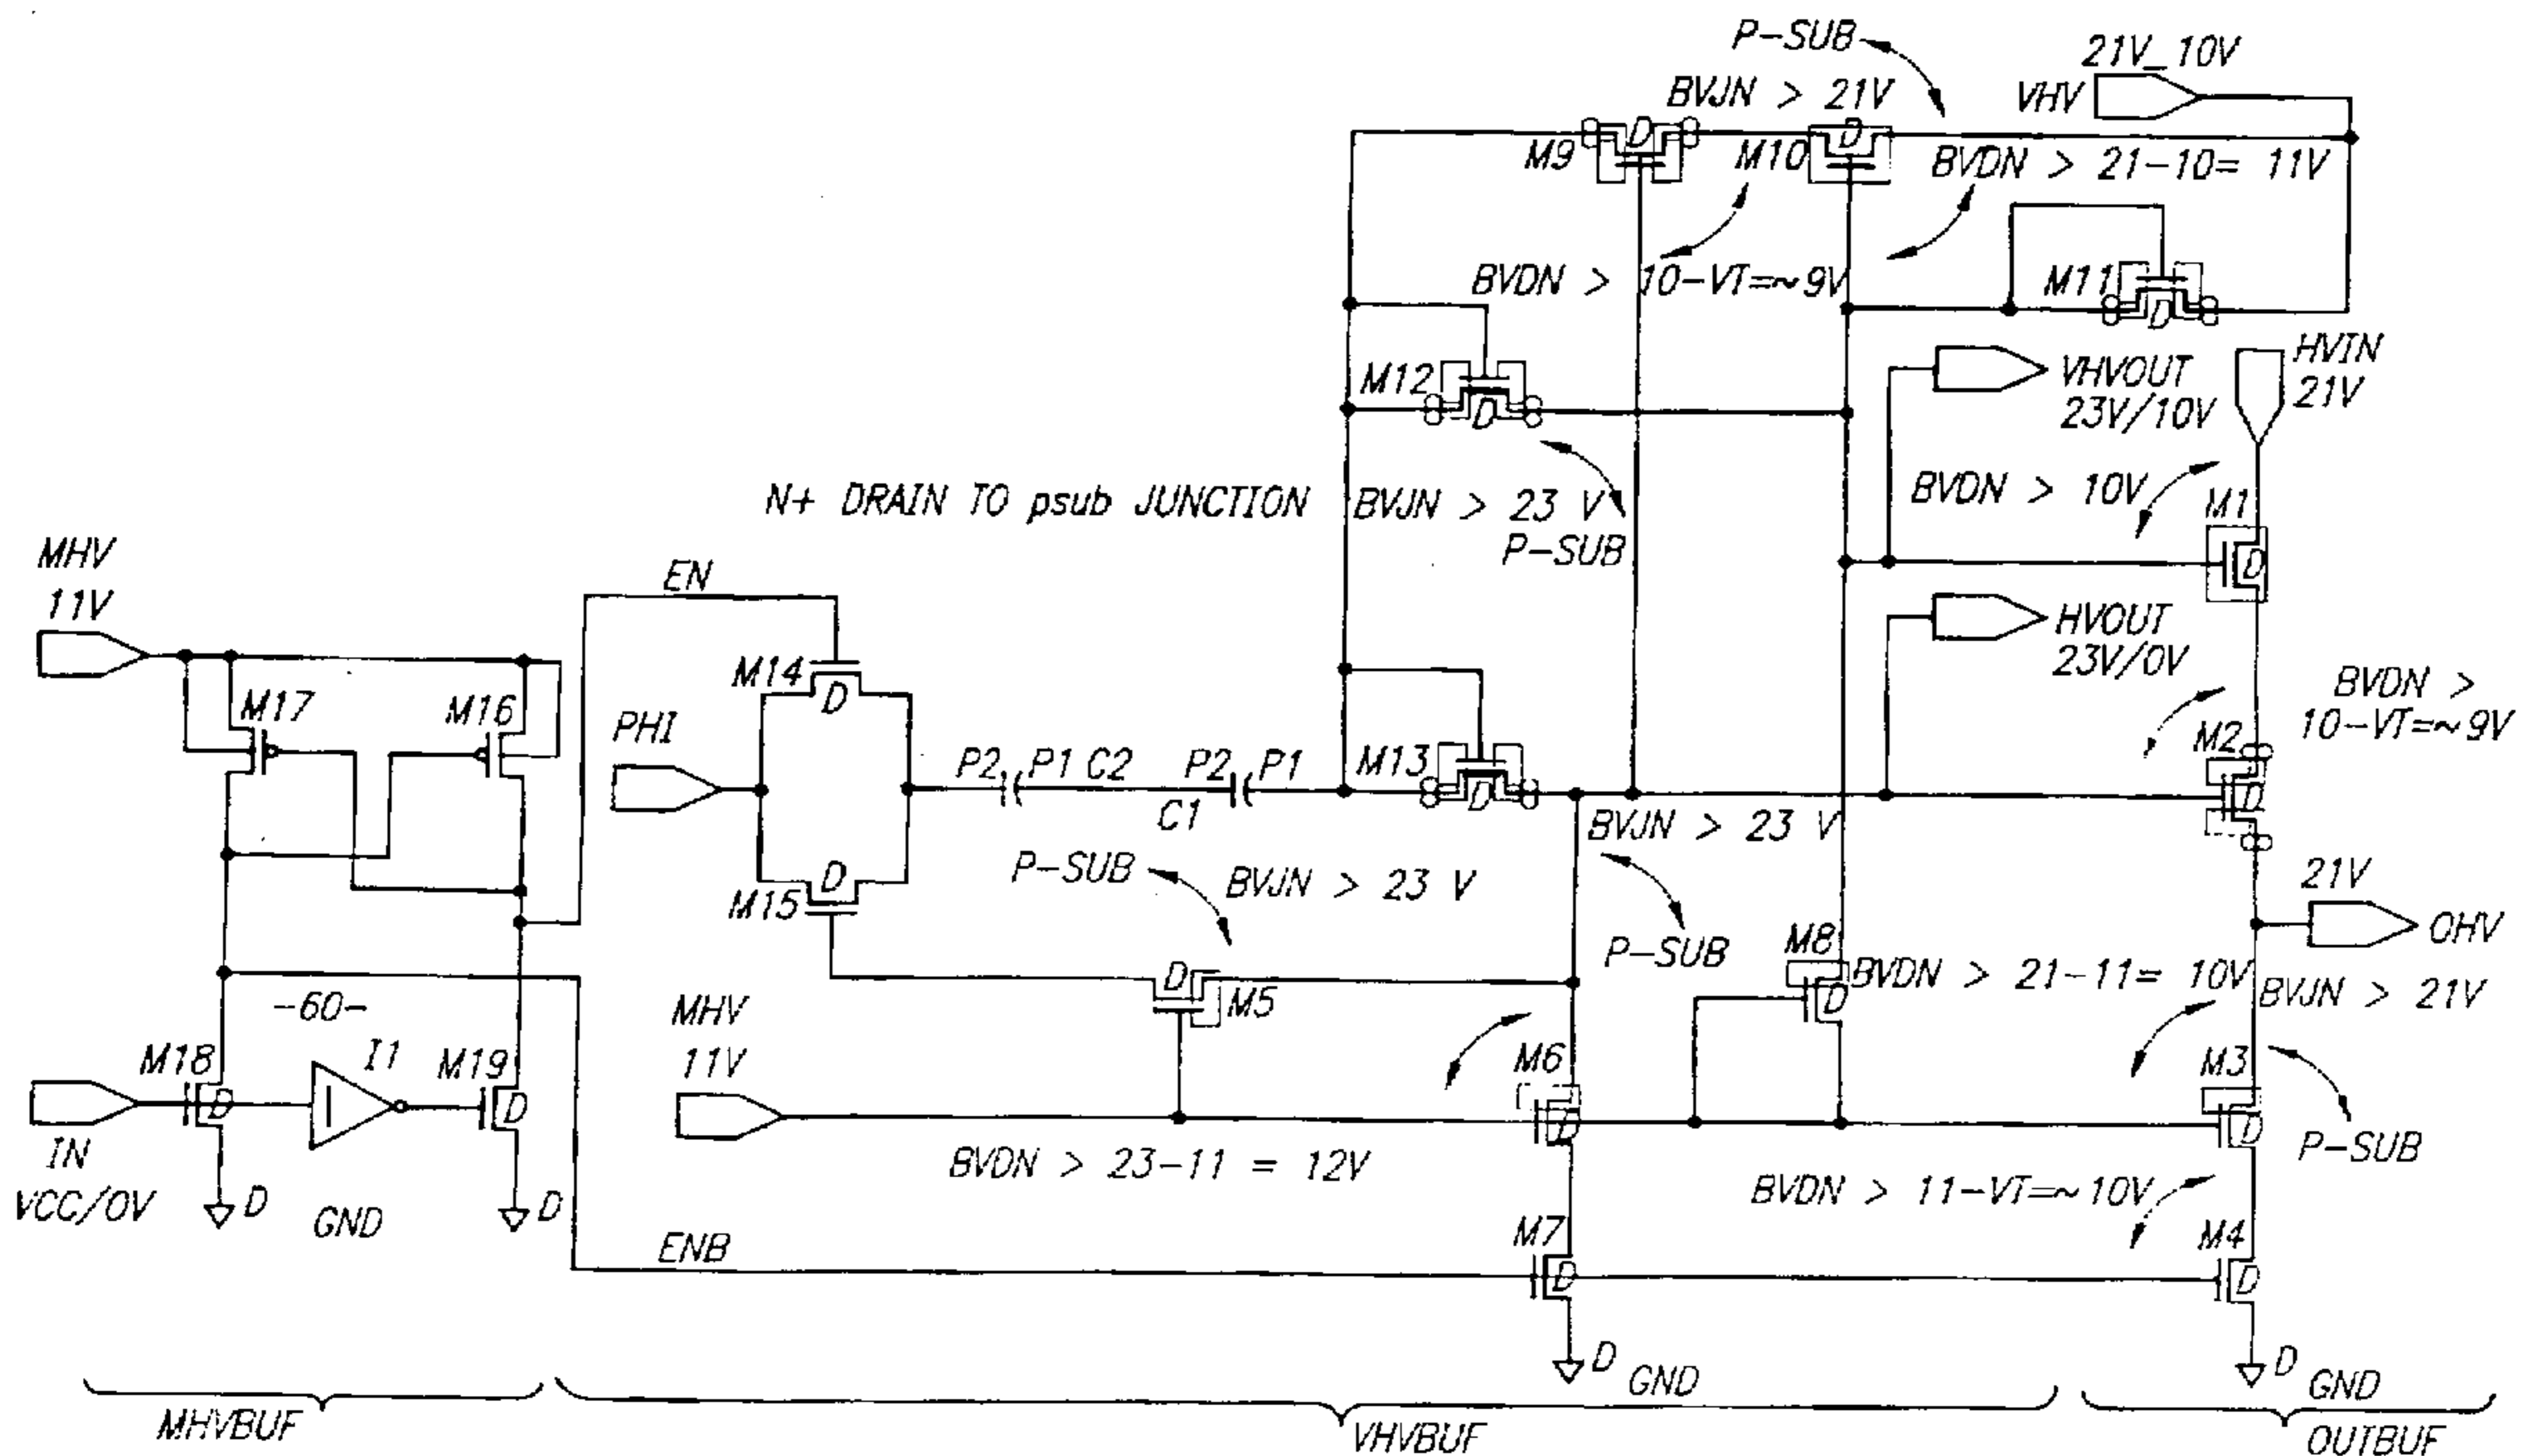 P-SUB
21V_10V
BVJN > 21V
VHV
D
D
M9
M10
BVDN > 21-10= 11V
BVDN > 10-VT=~9V
M11
D
HVIN
21V
M12
D
VHVOUT
23V/10V
N+ DRAIN TO psub JUNCTION
BVJN > 23 V
P-SUB
BVDN > 10V
M1
D
MHV
11V
EN
HVOUT
23V/0V
M14
D
M17
M16
PHI
BVDN >
10-VT=~9V
M2
D
P2
P1
C2
P2
P1
C1
M13
D
BVJN > 23 V
P-SUB
D
M15
P-SUB
BVJN > 23 V
21V
OHV
M8
D
BVDN > 21-11= 10V
BVJN > 21V
-60-
D
M5
MHV
11V
M18
D
I1
M19
D
M6
D
M3
D
P-SUB
IN
VCC/0V
D
GND
D
BVDN > 23-11 = 12V
BVDN > 11-VT=~10V
ENB
M7
D
M4
D
D
GND
D
GND
MHVBUF
VHVBUF
OUTBUF